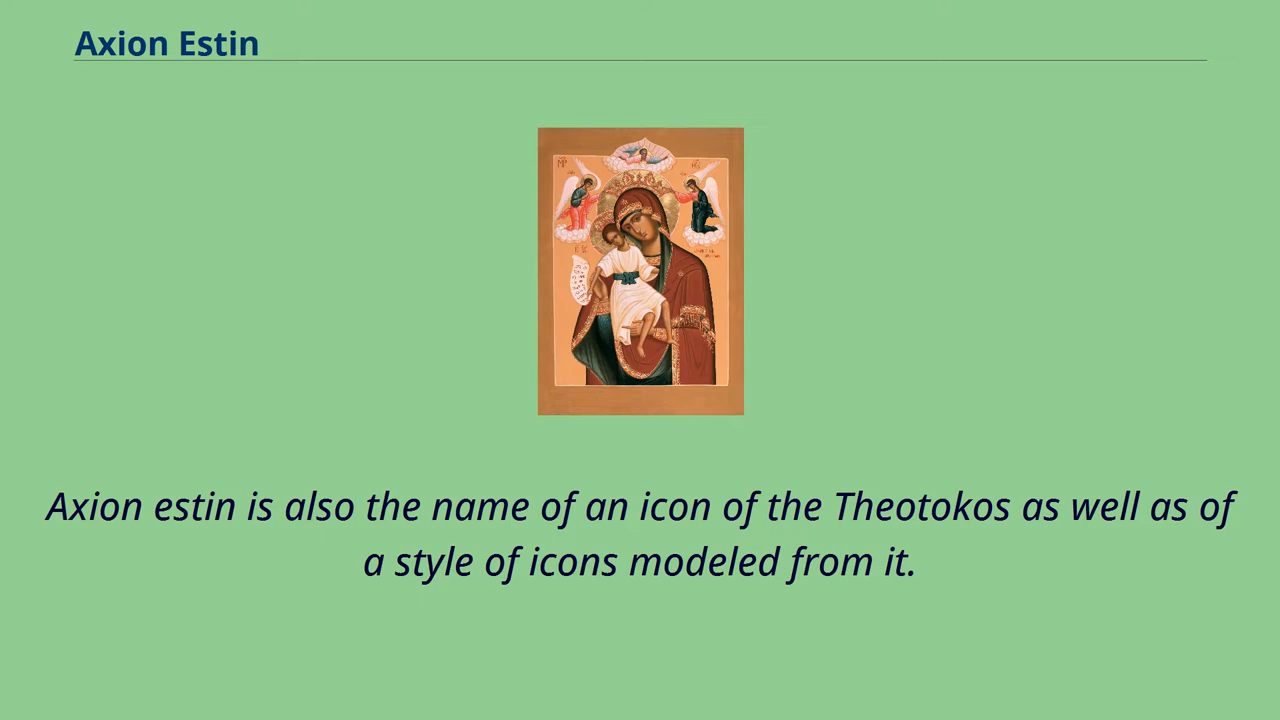 Axion Estin
Axion estin is also the name of an icon of the Theotokos as well as of
a style of icons modeled from it.